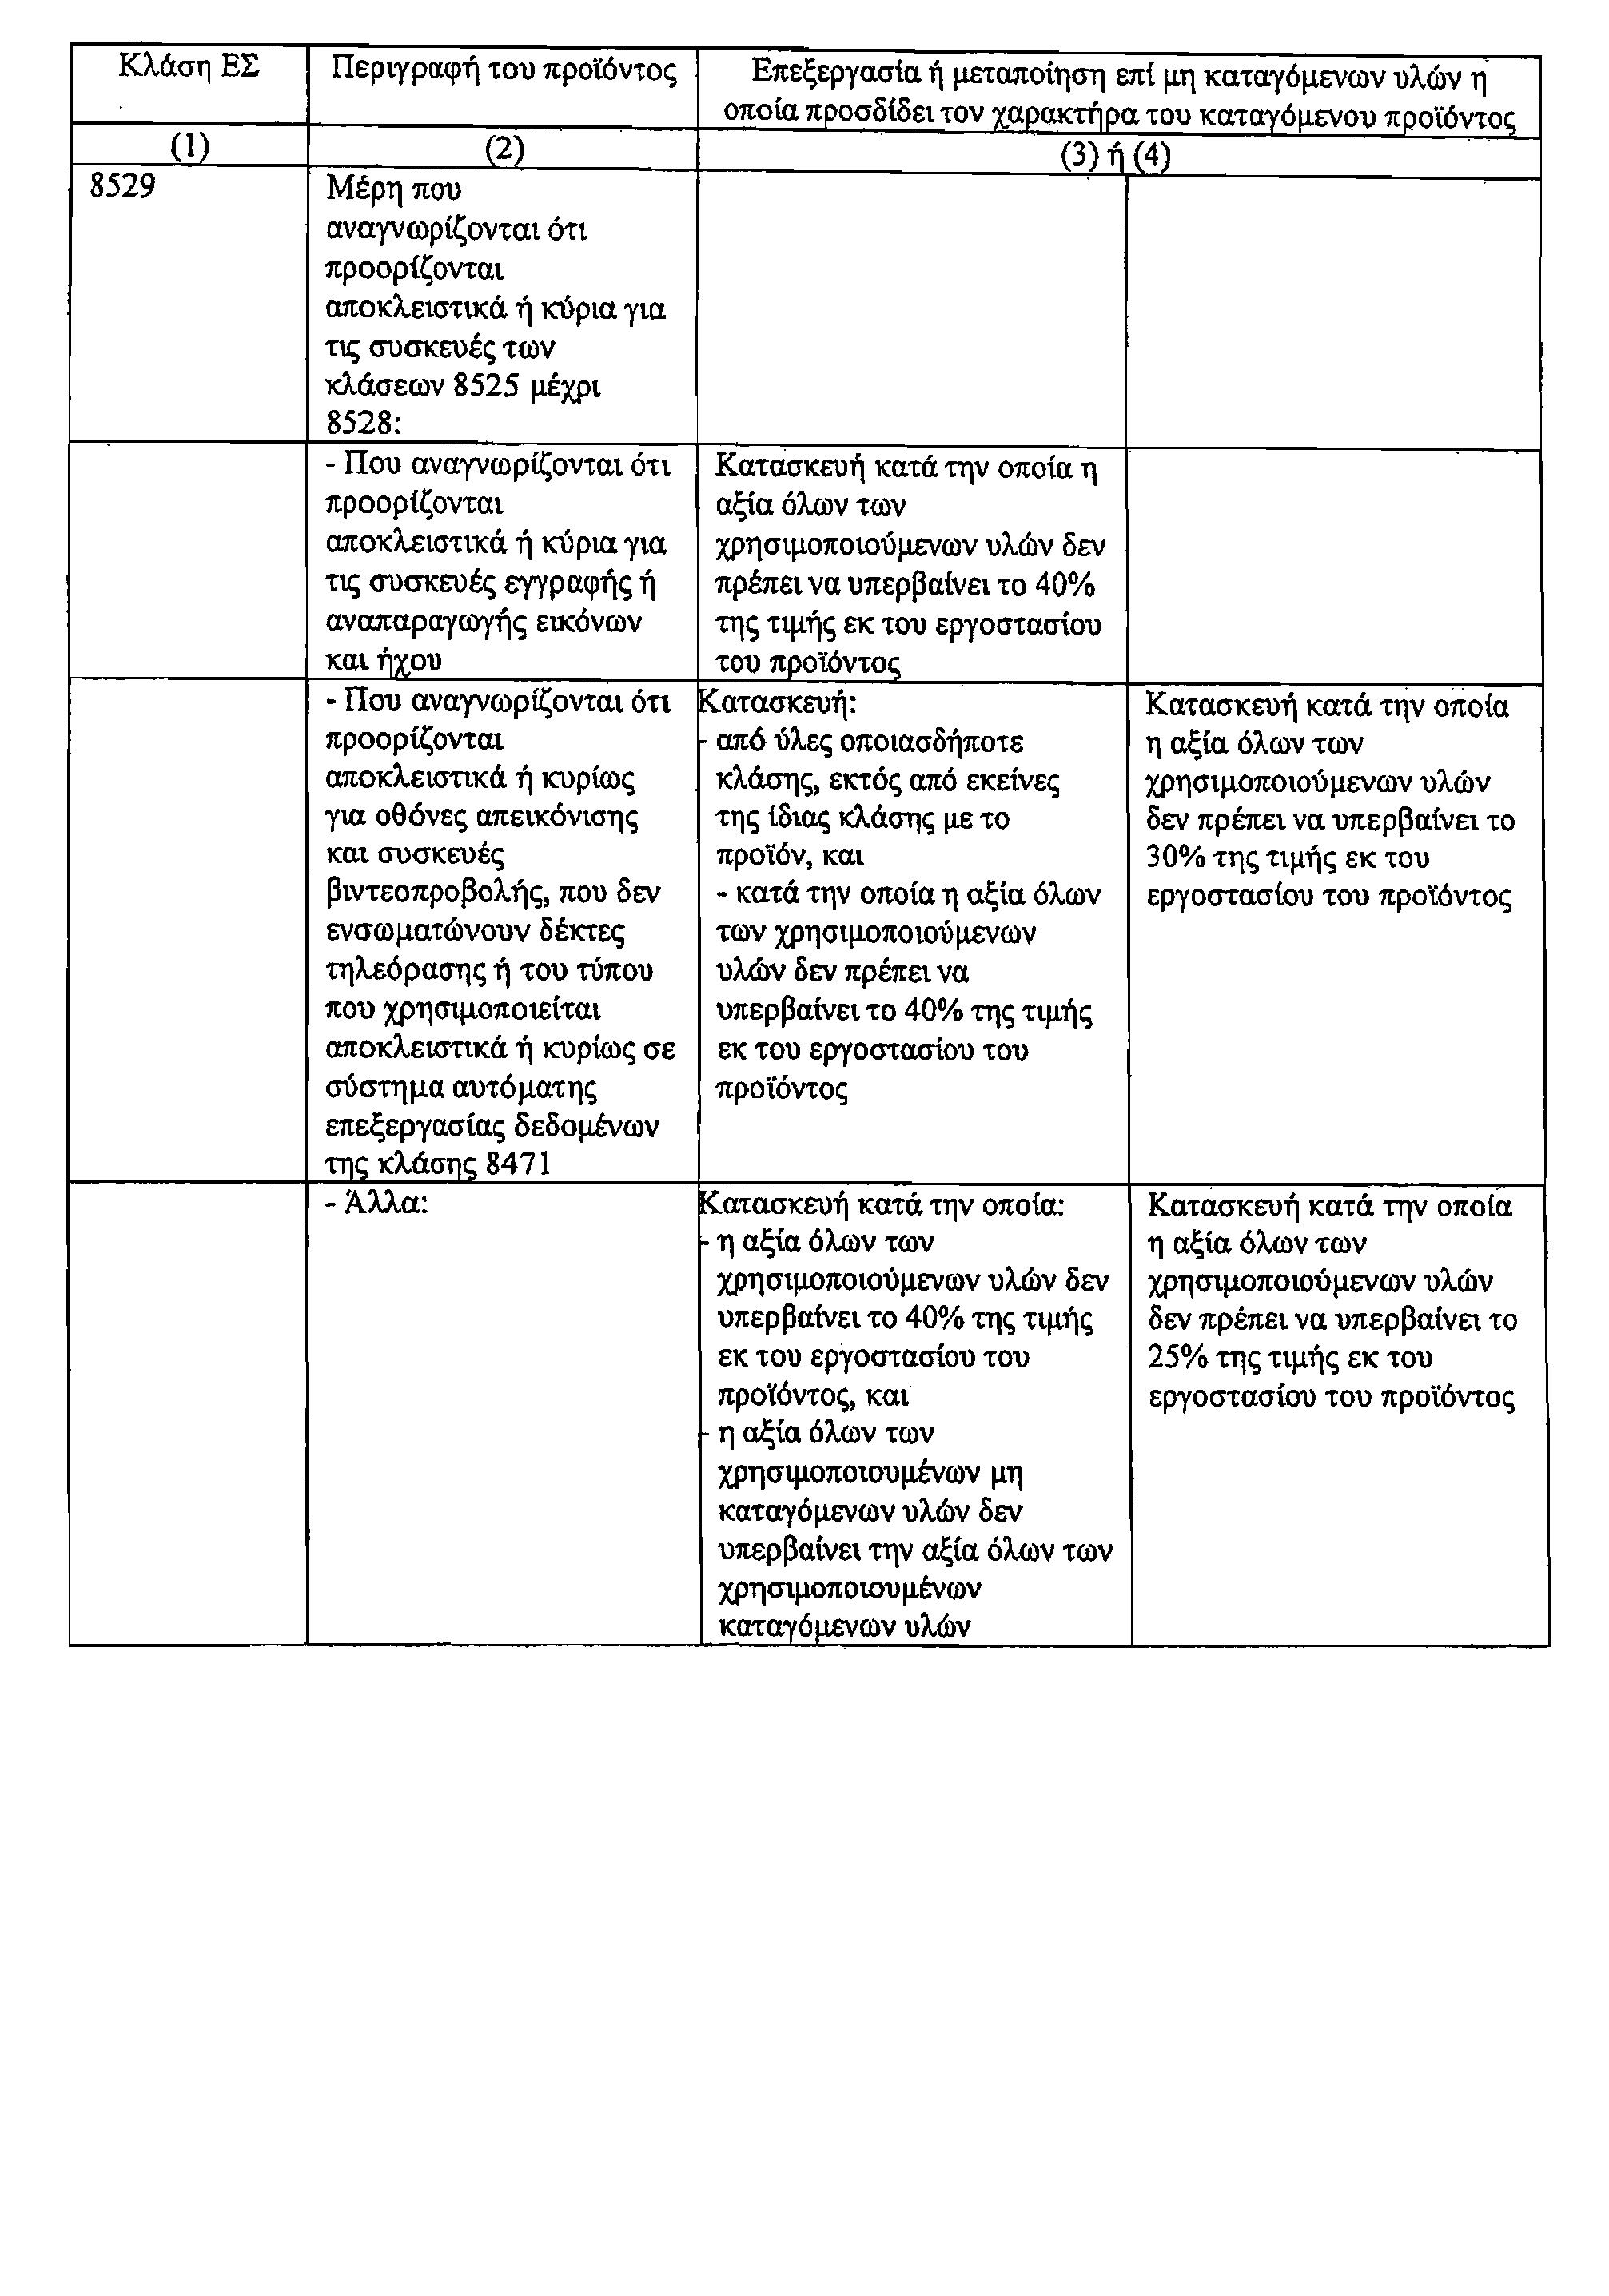 Κλάση ΕΣ
Περιγραφή του προϊόντος
Επεξεργασία ή μεταποίηση επί μη καταγόμενων υλών η
οποία προσδίδει τον χαρακτήρα του καταγόμενου προϊόντος
(1)
(2)
(3) ή (4)
8529
Μέρη που
αναγνωρίζονται ότι
προορίζονται
αποκλειστικά ή κύρια για
τις συσκευές των
κλάσεων 8525 μέχρι
8528:
- Που αναγνωρίζονται ότι
προορίζονται
αποκλειστικά ή κύρια για
τις συσκευές εγγραφής ή
αναπαραγωγής εικόνων
και ήχου
Κατασκευή κατά την οποία η
αξία όλων των
χρησιμοποιούμενων υλών δεν
πρέπει να υπερβαίνει το 40%
της τιμής εκ του εργοστασίου
του προϊόντος
- Που αναγνωρίζονται ότι
προορίζονται
αποκλειστικά ή κυρίως
για οθόνες απεικόνισης
και συσκευές
βιντεοπροβολής, που δεν
ενσωματώνουν δέκτες
τηλεόρασης ή του τύπου
που χρησιμοποιείται
αποκλειστικά ή κυρίως σε
σύστημα αυτόματης
επεξεργασίας δεδομένων
της κλάσης 8471
Κατασκευή:
- από ύλες οποιασδήποτε
κλάσης, εκτός από εκείνες
της ίδιας κλάσης με το
προϊόν, και
- κατά την οποία η αξία όλων
των χρησιμοποιούμενων
υλών δεν πρέπει να
υπερβαίνει το 40% της τιμής
εκ του εργοστασίου του
προϊόντος
Κατασκευή κατά την οποία
η αξία όλων των
χρησιμοποιούμενων υλών
δεν πρέπει να υπερβαίνει το
30% της τιμής εκ του
εργοστασίου του προϊόντος
- Άλλα:
Κατασκευή κατά την οποία:
- η αξία όλων των
χρησιμοποιούμενων υλών δεν
υπερβαίνει το 40% της τιμής
εκ του εργοστασίου του
προϊόντος, και
- η αξία όλων των
χρησιμοποιουμένων μη
καταγόμενων υλών δεν
υπερβαίνει την αξία όλων των
χρησιμοποιουμένων
καταγόμενων υλών
Κατασκευή κατά την οποία
η αξία όλων των
χρησιμοποιούμενων υλών
δεν πρέπει να υπερβαίνει το
25% της τιμής εκ του
εργοστασίου του προϊόντος